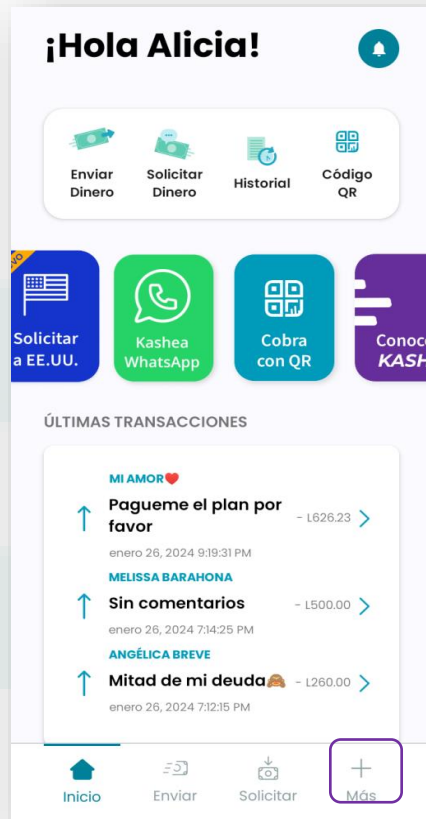 ¡Hola Alicia!
Enviar
Dinero
Solicitar
Dinero
Historial
Código
QR
Solicitar
a EE.UU.
Kashea
WhatsApp
Cobra
con QR
Conoce
KASH
ÚLTIMAS TRANSACCIONES
MI AMOR❤️
Pagueme el plan por
favor
- L626.23
enero 26, 2024 9:19:31 PM
MELISSA BARAHONA
Sin comentarios
- L500.00
enero 26, 2024 7:14:25 PM
ANGÉLICA BREVE
Mitad de mi deuda🙈
- L260.00
enero 26, 2024 7:12:15 PM
Inicio
Enviar
Solicitar
Más